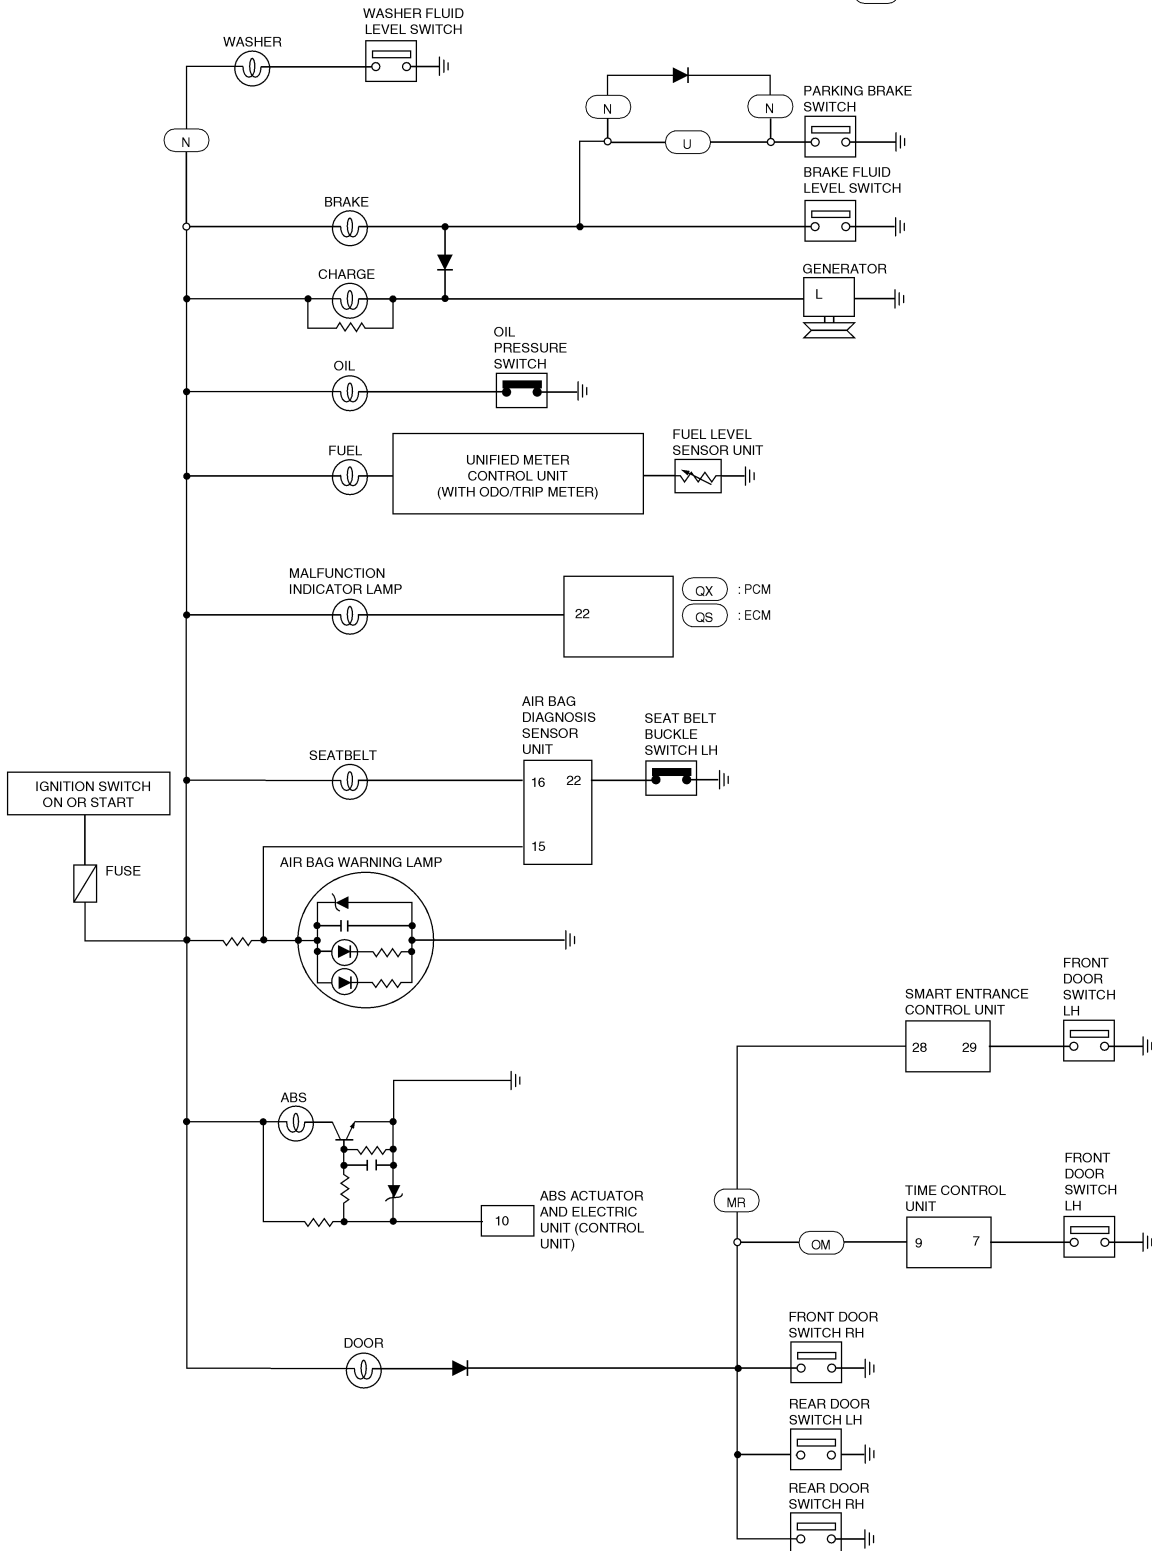 WASHER FLUID
LEVEL SWITCH
WASHER
N
N
N
U
PARKING BRAKE
SWITCH
BRAKE FLUID
LEVEL SWITCH
BRAKE
CHARGE
GENERATOR
L
OIL
PRESSURE
SWITCH
OIL
FUEL
UNIFIED METER
CONTROL UNIT
(WITH ODO/TRIP METER)
FUEL LEVEL
SENSOR UNIT
MALFUNCTION
INDICATOR LAMP
22
QX : PCM
QS : ECM
AIR BAG
DIAGNOSIS
SENSOR
UNIT
SEAT BELT
BUCKLE
SWITCH LH
SEATBELT
16 22
15
IGNITION SWITCH
ON OR START
FUSE
AIR BAG WARNING LAMP
SMART ENTRANCE
CONTROL UNIT
28 29
FRONT
DOOR
SWITCH
LH
ABS
10
ABS ACTUATOR
AND ELECTRIC
UNIT (CONTROL
UNIT)
MR
OM
TIME CONTROL
UNIT
9 7
FRONT
DOOR
SWITCH
LH
DOOR
FRONT DOOR
SWITCH RH
REAR DOOR
SWITCH LH
REAR DOOR
SWITCH RH